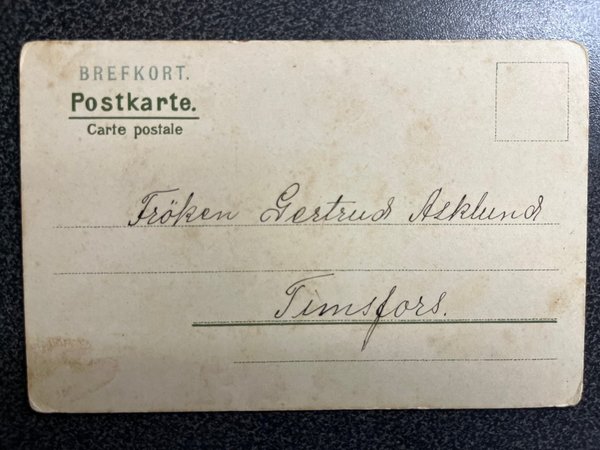 BREFKORT.
Postkarte.
Carte postale
Fröken Gertrud Asklund
Timsfors.